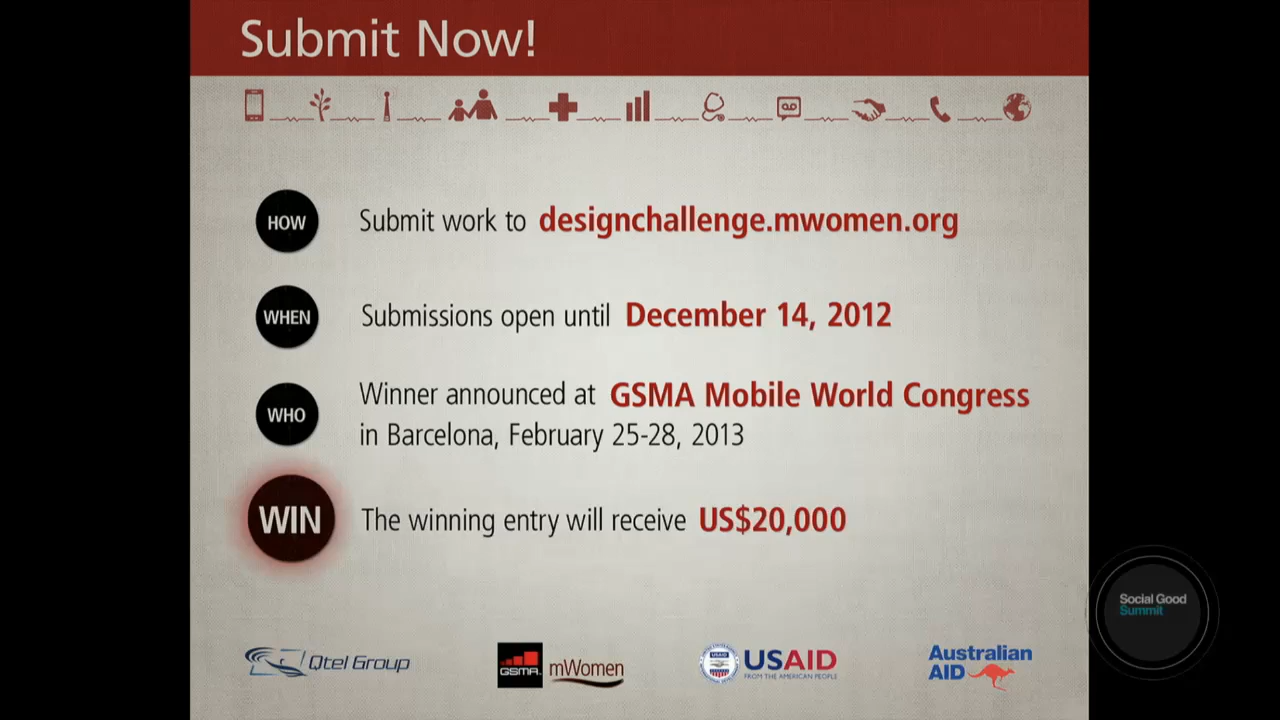 Submit Now!
HOW
Submit work to designchallenge.mwomen.org
WHEN
Submissions open until December 14, 2012
WHO
Winner announced at GSMA Mobile World Congress
in Barcelona, February 25-28, 2013
WIN
The winning entry will receive US$20,000
Qtel Group
GSMA
mWomen
USAID
USAID
FROM THE AMERICAN PEOPLE
Australian
AID
Social Good
Summit